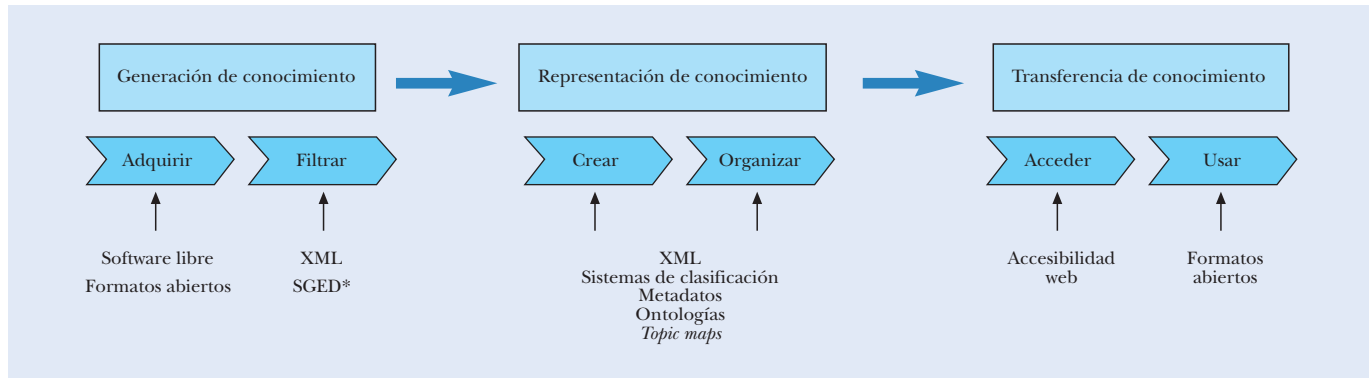 Generación de conocimiento
Representación de conocimiento
Transferencia de conocimiento
Adquirir
Filtrar
Crear
Organizar
Acceder
Usar
Software libre
Formatos abiertos
XML
SGED*
XML
Sistemas de clasificación
Metadatos
Ontologías
Topic maps
Accesibilidad
web
Formatos
abiertos